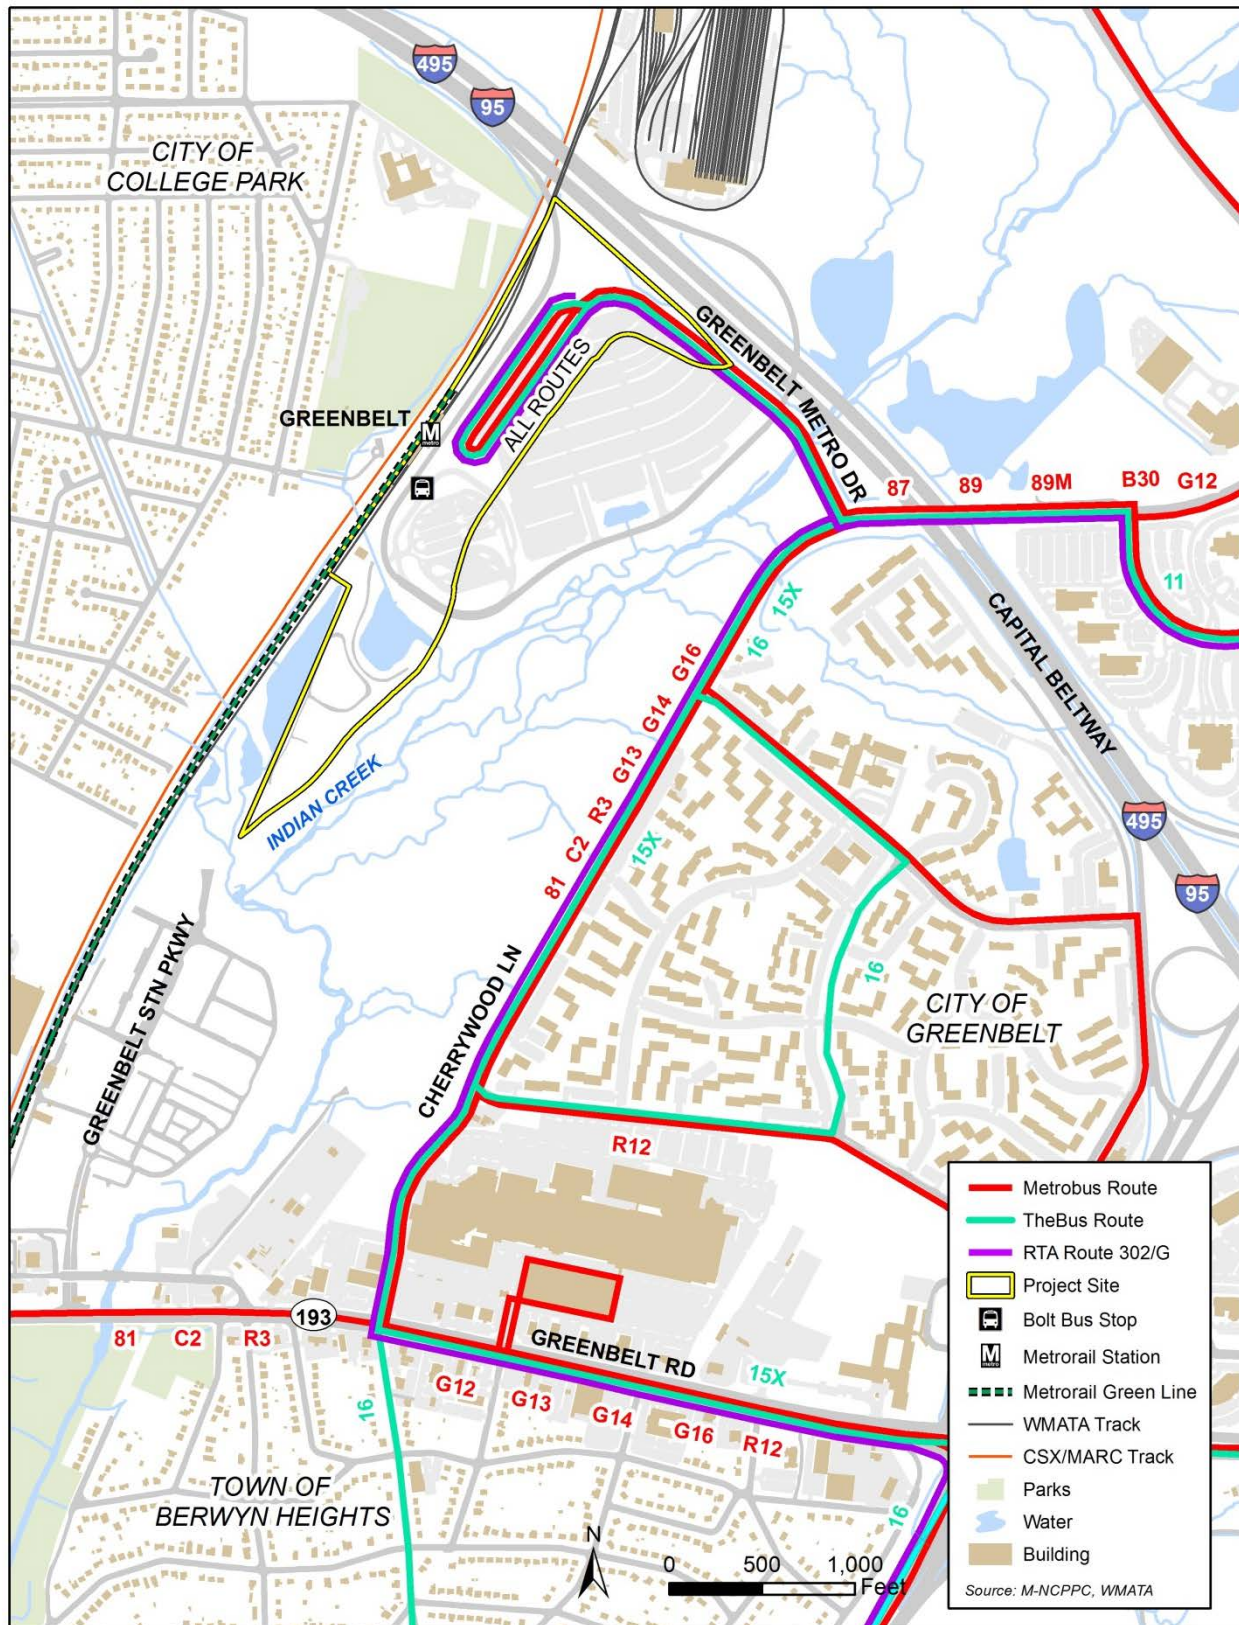 495
95
CITY OF
COLLEGE PARK
GREENBELT METRO DR
ALL ROUTES
GREENBELT
M
metro
87
89
89M
B30
G12
11
15X
16
CAPITAL BELTWAY
G16
G14
G13
R3
C2
81
15X
INDIAN CREEK
495
95
16
CITY OF
GREENBELT
CHERRYWOOD LN
GREENBELT STN PKWY
R12
193
81
C2
R3
GREENBELT RD
15X
G12
G13
G14
G16
R12
16
16
TOWN OF
BERWYN HEIGHTS
N
0 500 1,000
Feet
Metrobus Route
TheBus Route
RTA Route 302/G
Project Site
Bolt Bus Stop
M
metro
Metrorail Station
Metrorail Green Line
WMATA Track
CSX/MARC Track
Parks
Water
Building
Source: M-NCPPC, WMATA